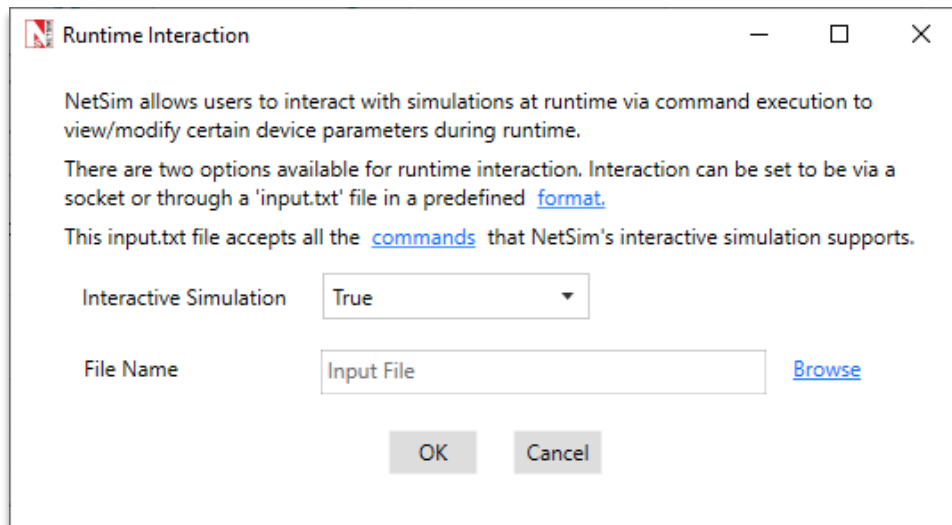 NETSIM
Runtime Interaction
NetSim allows users to interact with simulations at runtime via command execution to
view/modify certain device parameters during runtime.
There are two options available for runtime interaction. Interaction can be set to be via a
socket or through a 'input.txt' file in a predefined format.
This input.txt file accepts all the commands that NetSim's interactive simulation supports.
Interactive Simulation True
File Name Input File Browse
OK Cancel